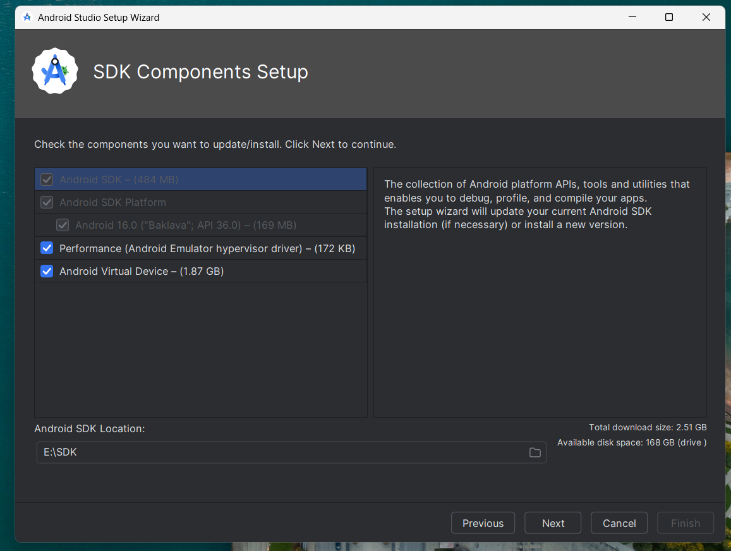 Android Studio Setup Wizard
SDK Components Setup
Check the components you want to update/install. Click Next to continue.
Android SDK – (484 MB)
Android SDK Platform
Android 16.0 ("Baklava"; API 36.0) – (169 MB)
Performance (Android Emulator hypervisor driver) – (172 KB)
Android Virtual Device – (1.87 GB)
The collection of Android platform APIs, tools and utilities that
enables you to debug, profile, and compile your apps.
The setup wizard will update your current Android SDK
installation (if necessary) or install a new version.
Android SDK Location:
E:\SDK
Total download size: 2.51 GB
Available disk space: 168 GB (drive )
Previous
Next
Cancel
Finish